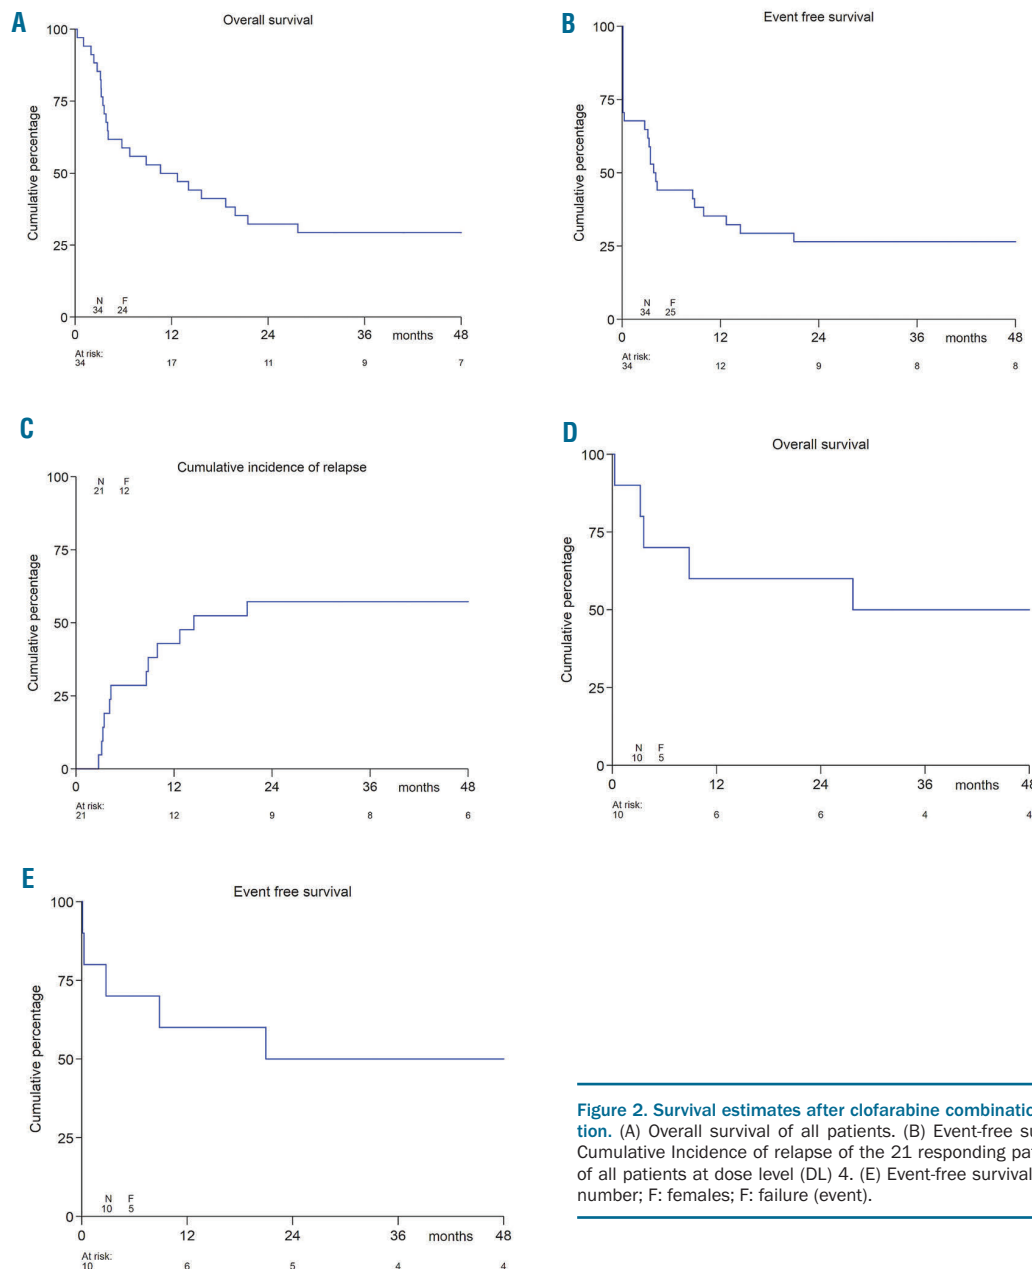 A
Overall survival
Cumulative percentage
100
75
50
25
0
N F
34 24
0 12 24 36 months 48
At risk:
34 17 11 9 7
B
Event free survival
Cumulative percentage
100
75
50
25
0
N F
34 25
0 12 24 36 months 48
At risk:
34 12 9 8 8
C
Cumulative incidence of relapse
Cumulative percentage
100
75
50
25
0
N F
21 12
0 12 24 36 months 48
At risk:
21 12 9 8 6
D
Overall survival
Cumulative percentage
100
75
50
25
0
N F
10 5
0 12 24 36 months 48
At risk:
10 6 6 4 4
E
Event free survival
Cumulative percentage
100
75
50
25
0
N F
10 5
0 12 24 36 months 48
At risk:
10 6 5 4 4
Figure 2. Survival estimates after clofarabine combinatio
tion. (A) Overall survival of all patients. (B) Event-free su
Cumulative Incidence of relapse of the 21 responding pat
of all patients at dose level (DL) 4. (E) Event-free survival
number; F: females; F: failure (event).